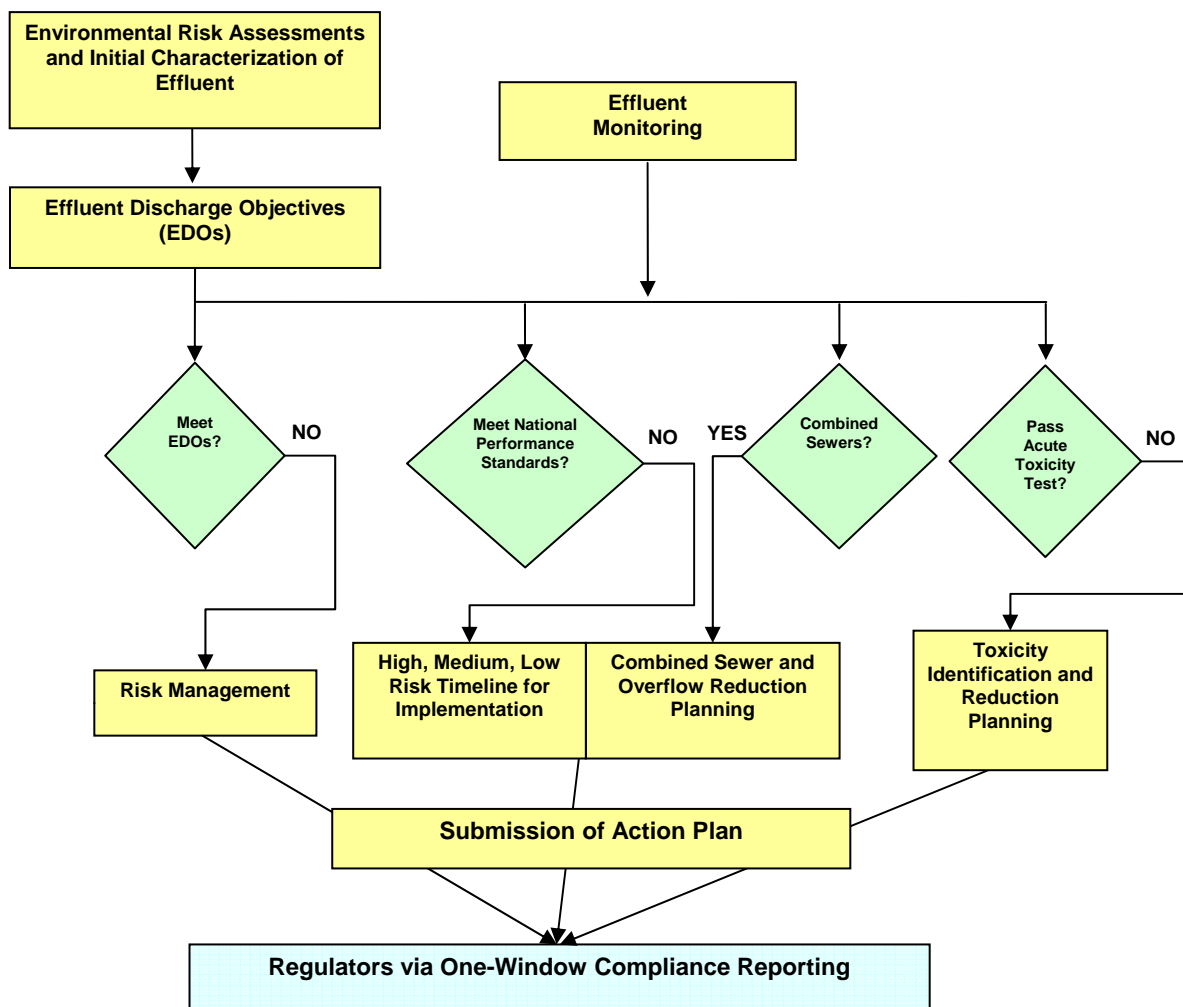 Environmental Risk Assessments
and Initial Characterization of
Effluent
Effluent
Monitoring
Effluent Discharge Objectives
(EDOs)
Meet
EDOs?
NO
Meet National
Performance
Standards?
NO
YES
Combined
Sewers?
Pass
Acute
Toxicity
Test?
NO
Risk Management
High, Medium, Low
Risk Timeline for
Implementation
Combined Sewer and
Overflow Reduction
Planning
Toxicity
Identification and
Reduction
Planning
Submission of Action Plan
Regulators via One-Window Compliance Reporting